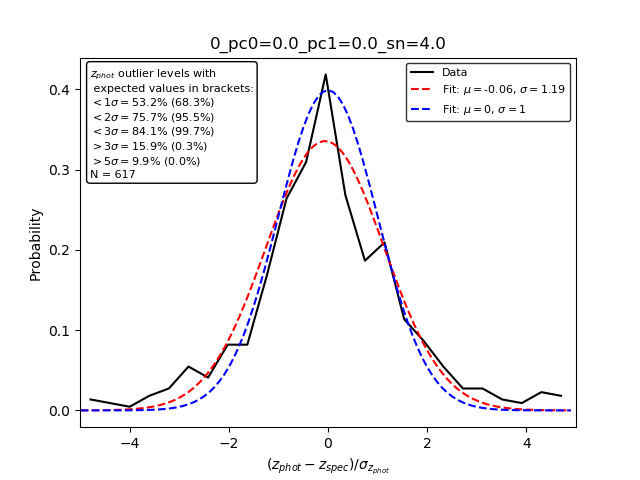 0_pc0=0.0_pc1=0.0_sn=4.0
z_phot outlier levels with
expected values in brackets:
<1σ = 53.2% (68.3%)
<2σ = 75.7% (95.5%)
<3σ = 84.1% (99.7%)
>3σ = 15.9% (0.3%)
>5σ = 9.9% (0.0%)
N = 617
Data
Fit: μ = -0.06, σ = 1.19
Fit: μ = 0, σ = 1
0.4
0.3
0.2
0.1
0.0
Probability
−4 −2 0 2 4
(z_phot − z_spec)/σ_z_phot